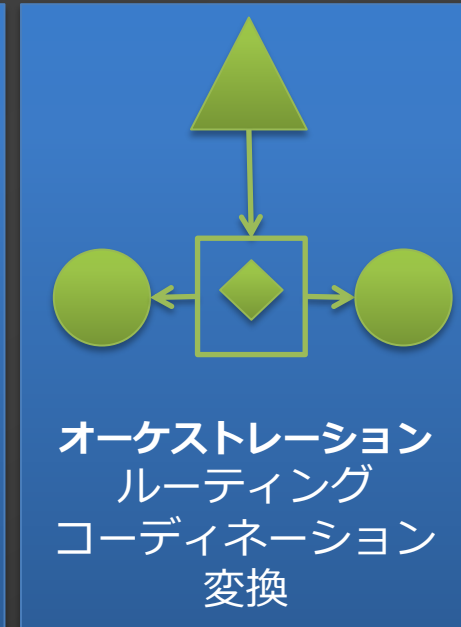 オーケストレーション
ルーティング
コーディネーション
変換